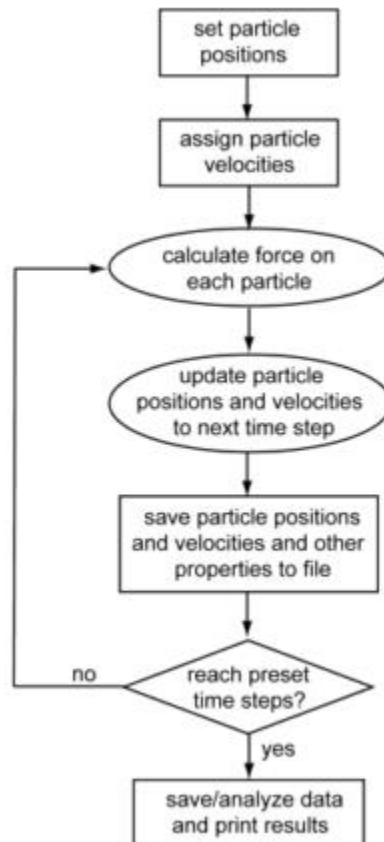 set particle
positions
assign particle
velocities
calculate force on
each particle
update particle
positions and velocities
to next time step
save particle positions
and velocities and other
properties to file
no
reach preset
time steps?
yes
save/analyze data
and print results